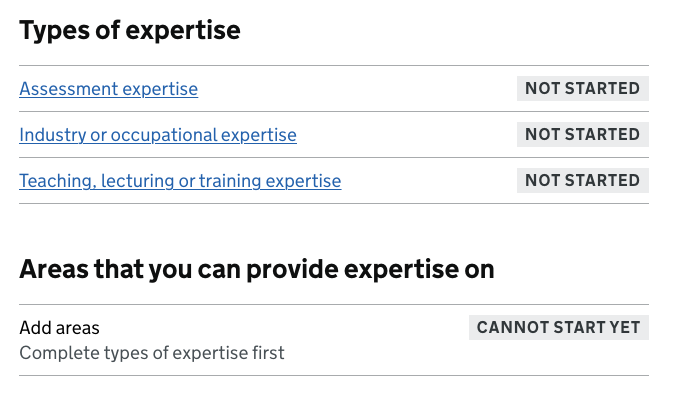 Types of expertise
Assessment expertise NOT STARTED
Industry or occupational expertise NOT STARTED
Teaching, lecturing or training expertise NOT STARTED
Areas that you can provide expertise on
Add areas CANNOT START YET
Complete types of expertise first